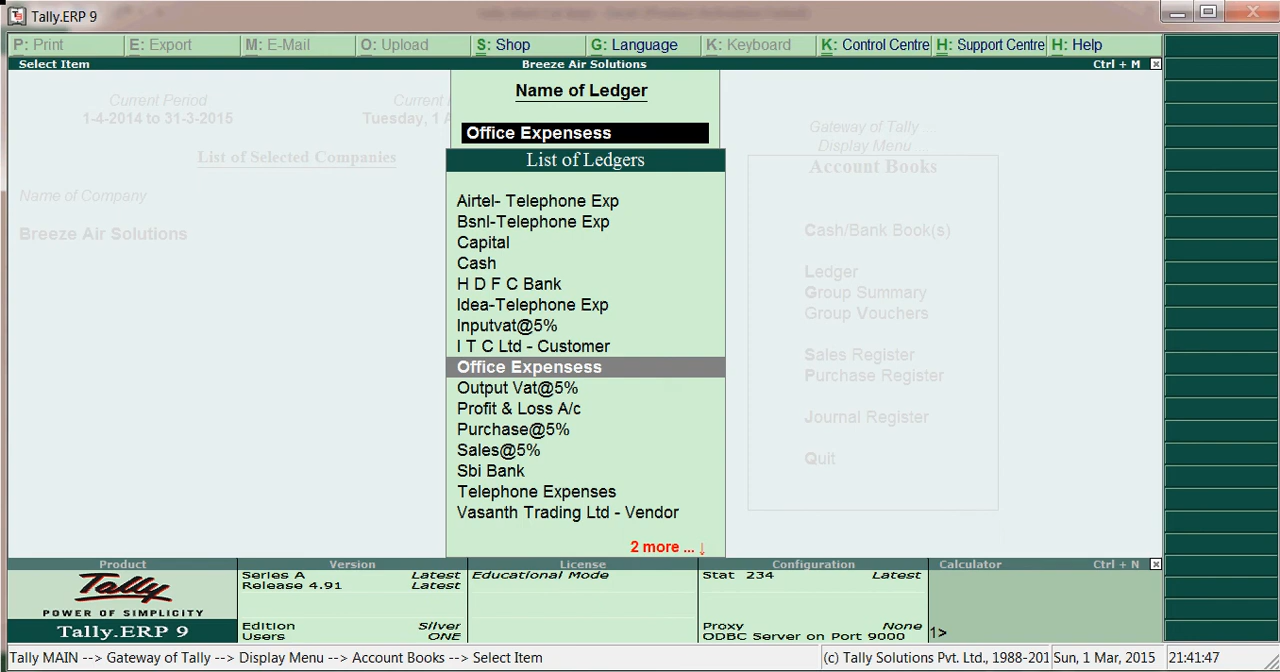 Tally.ERP 9
P: Print E: Export M: E-Mail O: Upload S: Shop G: Language K: Keyboard K: Control Centre H: Support Centre H: Help
Select Item Breeze Air Solutions Ctrl + M
Name of Ledger
Office Expensess
Current Period Current
1-4-2014 to 31-3-2015 Tuesday, 1 A
List of Selected Companies
Name of Company
Breeze Air Solutions
List of Ledgers
Airtel- Telephone Exp
Bsnl-Telephone Exp
Capital
Cash
H D F C Bank
Idea-Telephone Exp
Inputvat@5%
I T C Ltd - Customer
Office Expensess
Output Vat@5%
Profit & Loss A/c
Purchase@5%
Sales@5%
Sbi Bank
Telephone Expenses
Vasanth Trading Ltd - Vendor
2 more ... ↓
Gateway of Tally ...
Display Menu ...
Account Books
Cash/Bank Book(s)
Ledger
Group Summary
Group Vouchers
Sales Register
Purchase Register
Journal Register
Quit
Product Version License Configuration Calculator Ctrl + N
Tally
POWER OF SIMPLICITY
Tally.ERP 9
Series A Latest
Release 4.91 Latest
Edition Silver
Users ONE
Educational Mode
Stat 234 Latest
Proxy None
ODBC Server on Port 9000
1>
Tally MAIN --> Gateway of Tally --> Display Menu --> Account Books --> Select Item (c) Tally Solutions Pvt. Ltd., 1988-201 Sun, 1 Mar, 2015 21:41:47